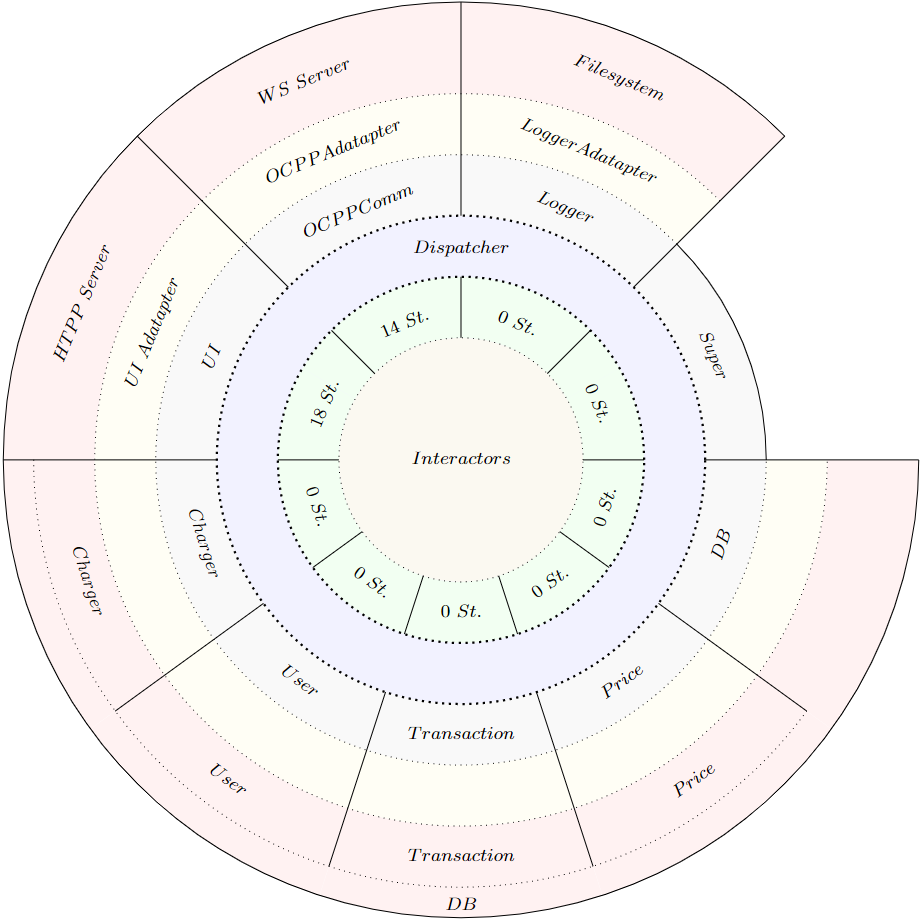 WS Server
Filesystem
OCPPAdatapter
LoggerAdatapter
OCPPComm
Logger
HTPP Server
UI Adatapter
UI
Dispatcher
Super
14 St.
0 St.
18 St.
0 St.
Interactors
0 St.
0 St.
0 St.
0 St.
0 St.
Charger
Charger
DB
User
Price
Transaction
User
Price
Transaction
DB